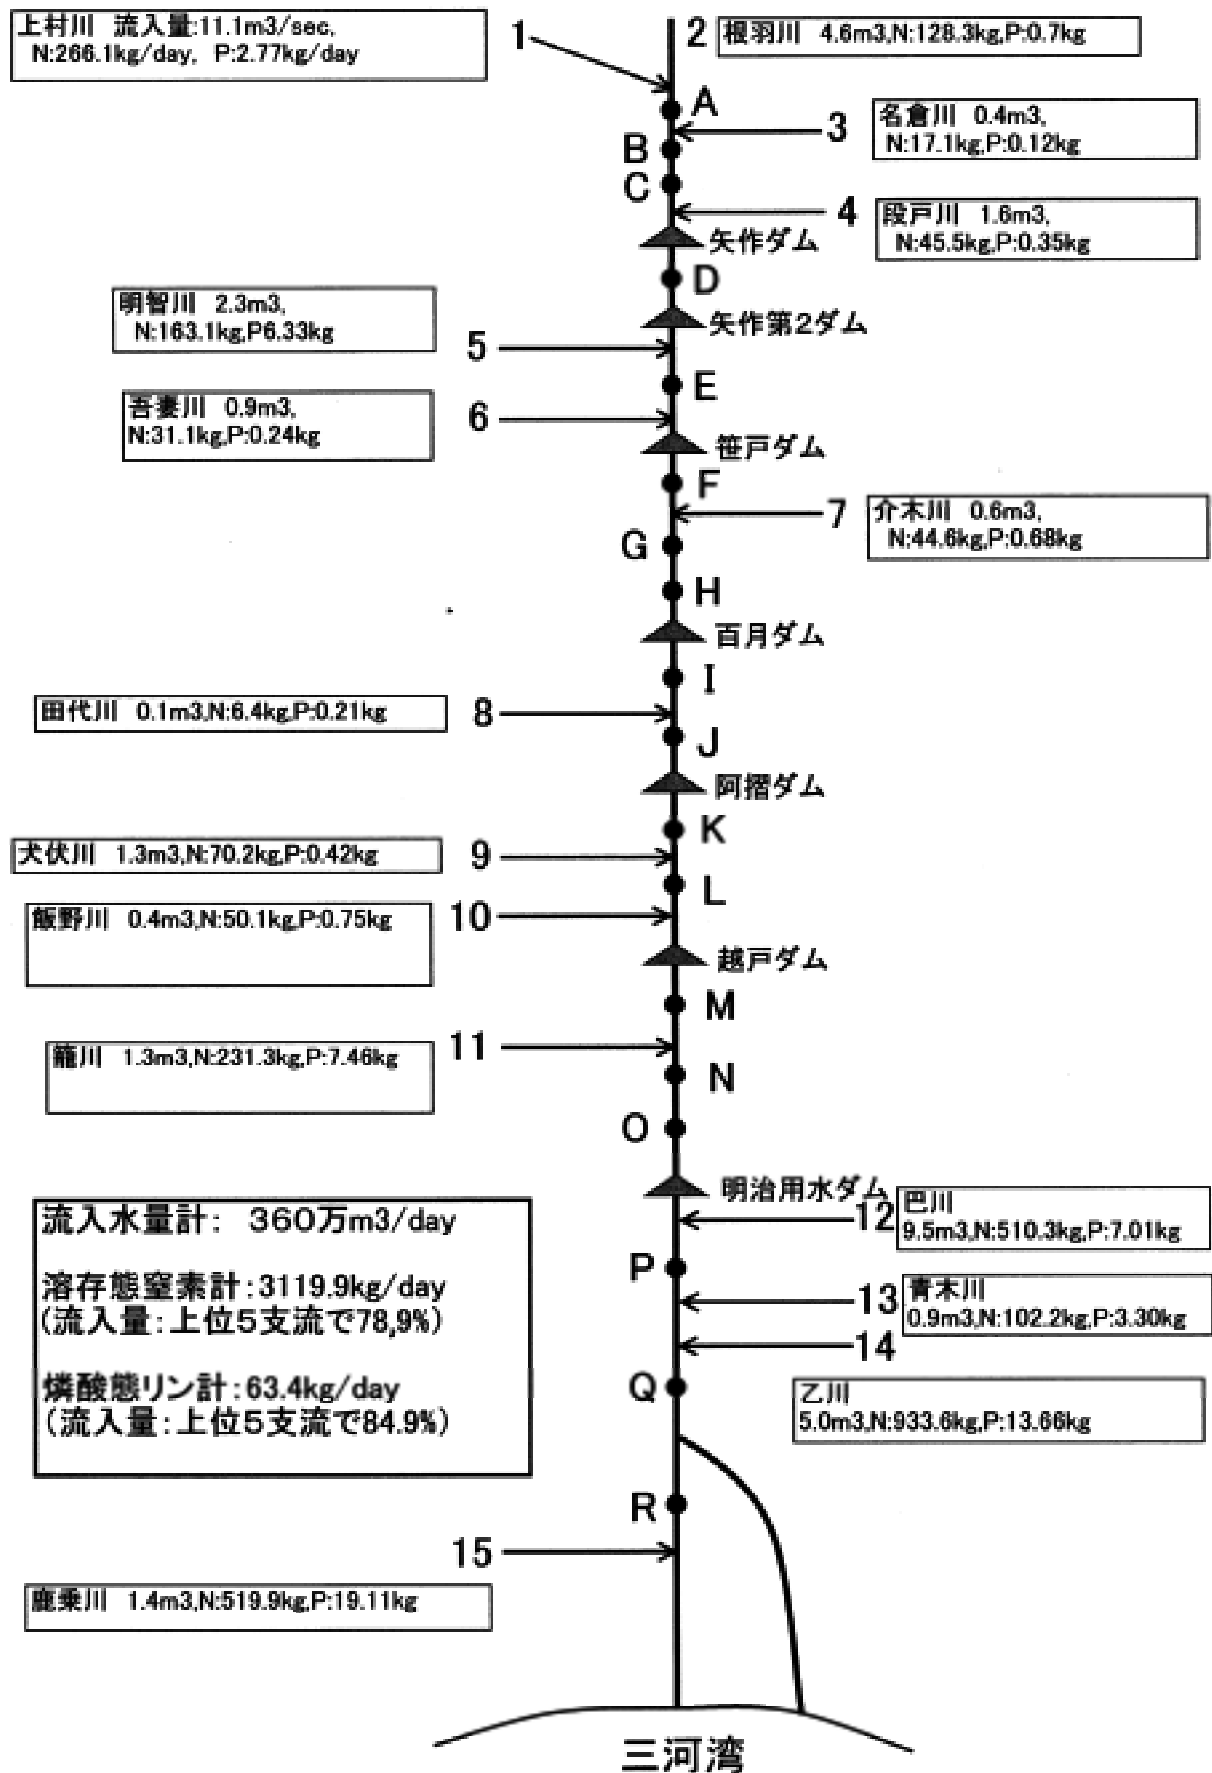 上村川 流入量:11.1m3/sec,
N:266.1kg/day, P:2.77kg/day
1
2
根羽川 4.6m3,N:128.3kg,P:0.7kg
A
3
名倉川 0.4m3,
N:17.1kg,P:0.12kg
B
C
4
段戸川 1.6m3,
N:45.5kg,P:0.35kg
矢作ダム
D
明智川 2.3m3,
N:163.1kg,P6.33kg
矢作第2ダム
5
E
吾妻川 0.9m3,
N:31.1kg,P:0.24kg
6
笹戸ダム
F
7
介木川 0.6m3,
N:44.6kg,P:0.68kg
G
H
百月ダム
I
田代川 0.1m3,N:6.4kg,P:0.21kg
8
J
阿摺ダム
K
犬伏川 1.3m3,N:70.2kg,P:0.42kg
9
L
飯野川 0.4m3,N:50.1kg,P:0.75kg
10
越戸ダム
M
籠川 1.3m3,N:231.3kg,P:7.46kg
11
N
O
明治用水ダム
12
巴川
9.5m3,N:510.3kg,P:7.01kg
流入水量計: 360万m3/day
溶存態窒素計:3119.9kg/day
(流入量:上位5支流で78,9%)
燐酸態リン計:63.4kg/day
(流入量:上位5支流で84.9%)
P
13
青木川
0.9m3,N:102.2kg,P:3.30kg
14
Q
乙川
5.0m3,N:933.6kg,P:13.66kg
R
15
鹿乗川 1.4m3,N:519.9kg,P:19.11kg
三河湾